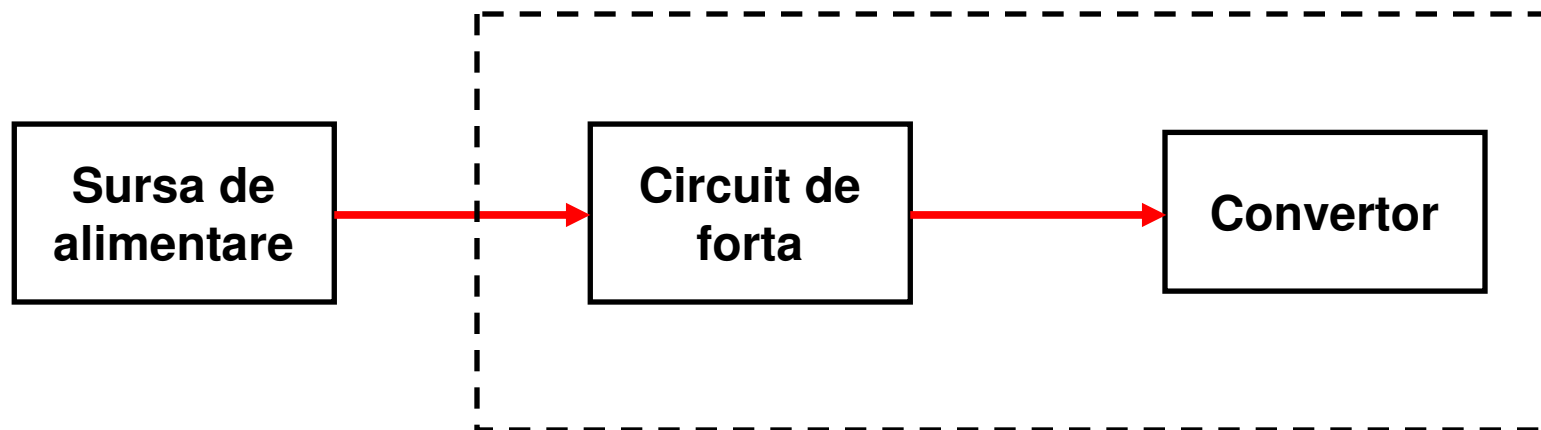 Sursa de
alimentare
Circuit de
forta
Convertor